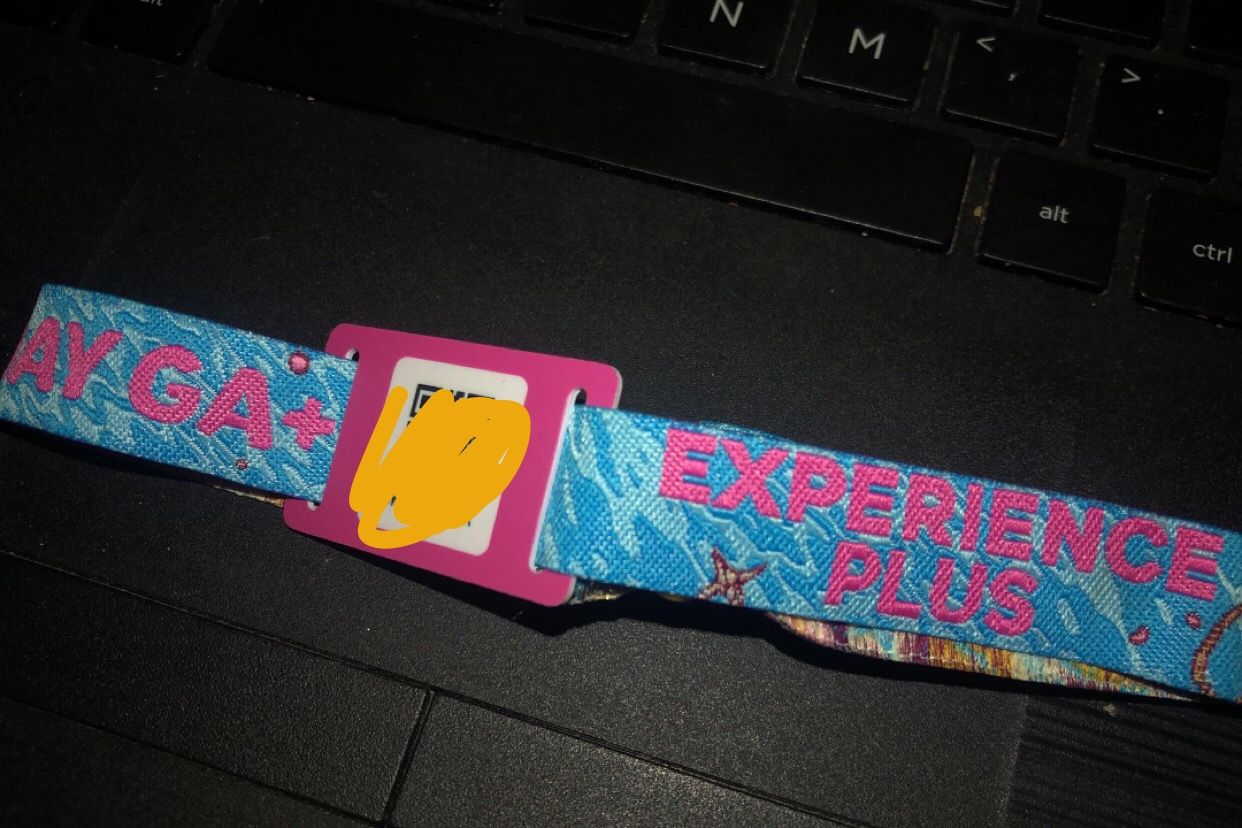 N
M
<
,
>
.
alt
ctrl
AY GA+
EXPERIENCE
PLUS